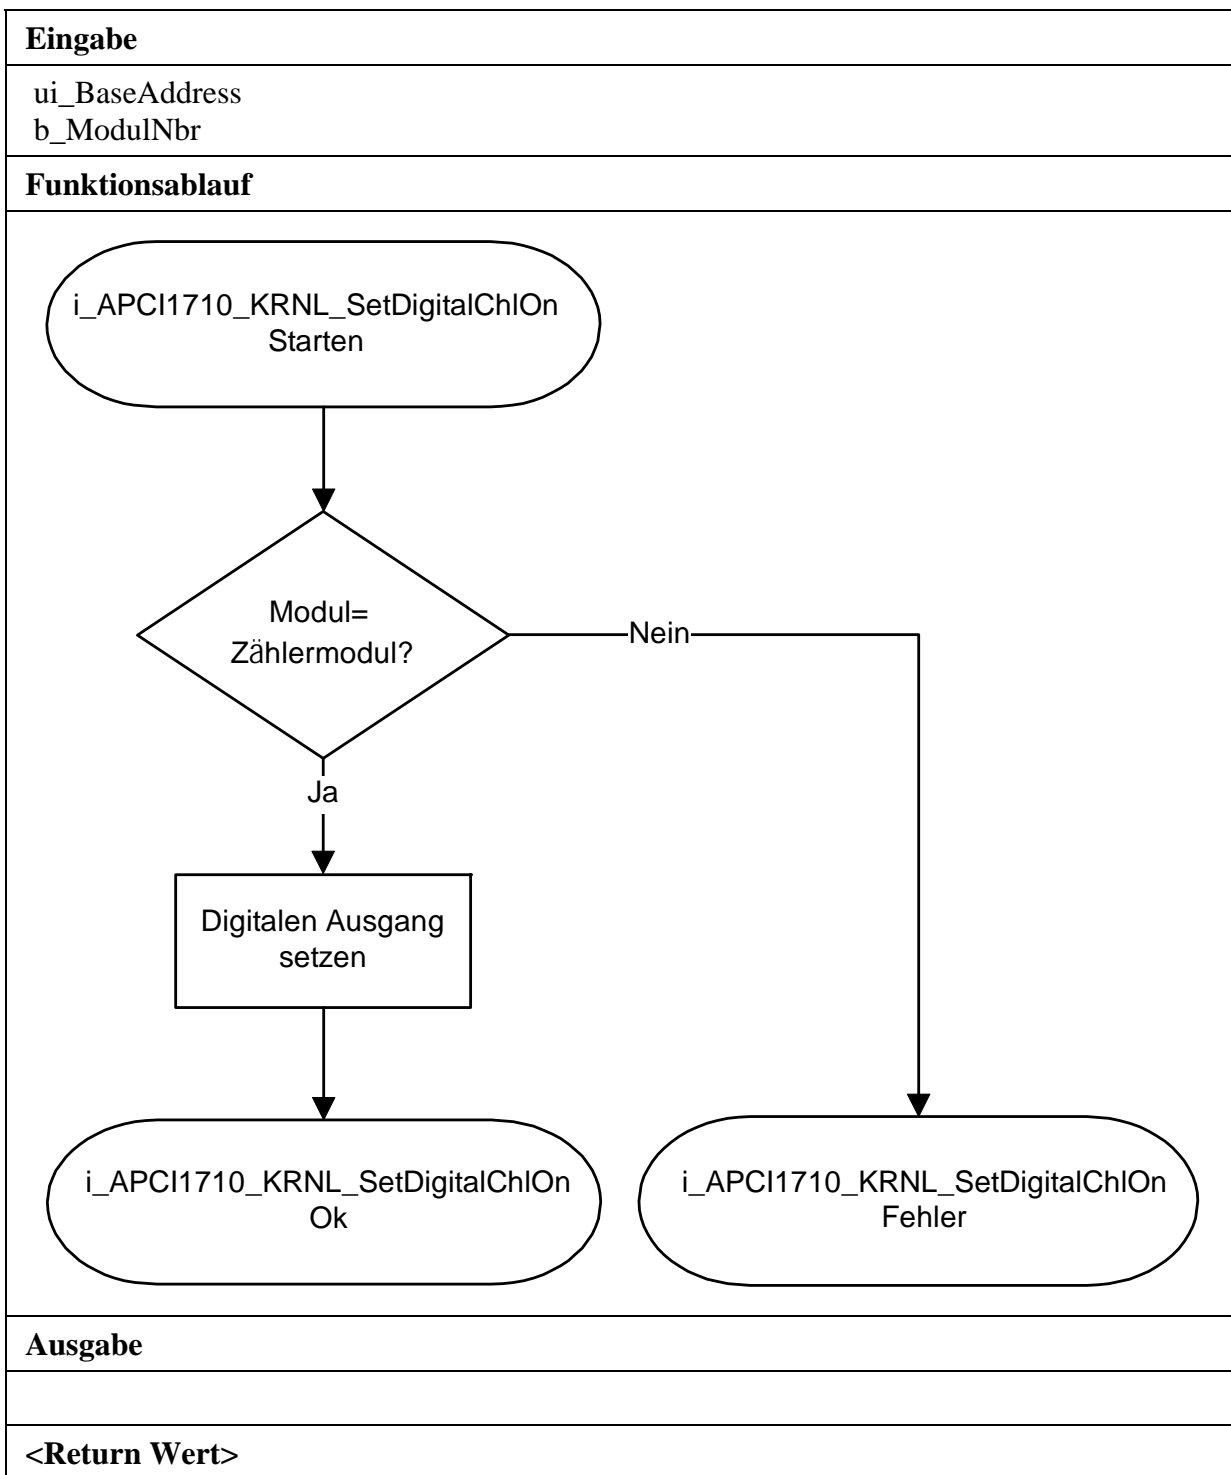 Eingabe
ui_BaseAddress
b_ModulNbr
Funktionsablauf
i_APCI1710_KRNL_SetDigitalChlOn
Starten
Modul=
Zählermodul?
Nein
Ja
Digitalen Ausgang
setzen
i_APCI1710_KRNL_SetDigitalChlOn
Ok
i_APCI1710_KRNL_SetDigitalChlOn
Fehler
Ausgabe
<Return Wert>